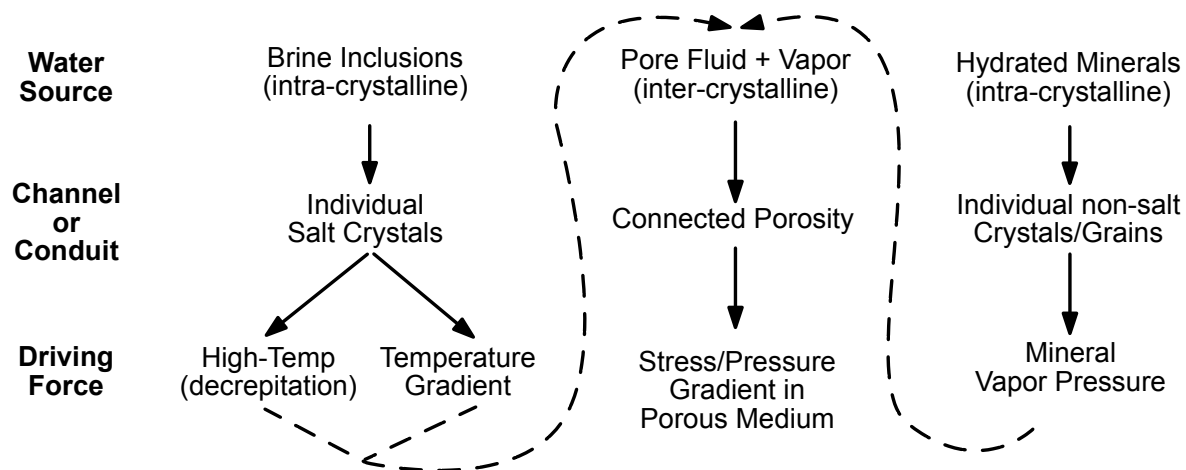 Water
Source
Brine Inclusions
(intra-crystalline)
Pore Fluid + Vapor
(inter-crystalline)
Hydrated Minerals
(intra-crystalline)
Channel
or
Conduit
Individual
Salt Crystals
Connected Porosity
Individual non-salt
Crystals/Grains
Driving
Force
High-Temp
(decrepitation)
Temperature
Gradient
Stress/Pressure
Gradient in
Porous Medium
Mineral
Vapor Pressure